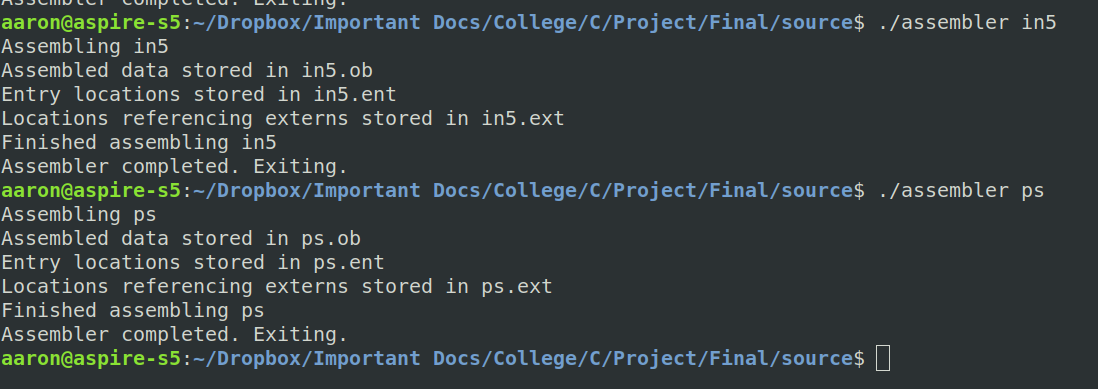 Assembler completed. Exiting.
aaron@aspire-s5:~/Dropbox/Important Docs/College/C/Project/Final/source$ ./assembler in5
Assembling in5
Assembled data stored in in5.ob
Entry locations stored in in5.ent
Locations referencing externs stored in in5.ext
Finished assembling in5
Assembler completed. Exiting.
aaron@aspire-s5:~/Dropbox/Important Docs/College/C/Project/Final/source$ ./assembler ps
Assembling ps
Assembled data stored in ps.ob
Entry locations stored in ps.ent
Locations referencing externs stored in ps.ext
Finished assembling ps
Assembler completed. Exiting.
aaron@aspire-s5:~/Dropbox/Important Docs/College/C/Project/Final/source$